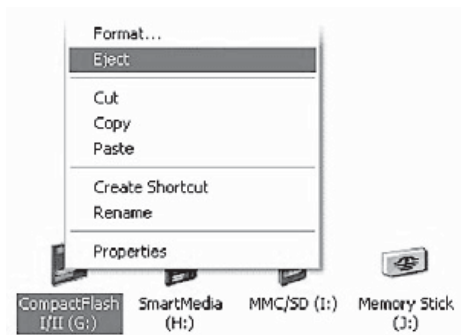 Format...
Eject
Cut
Copy
Paste
Create Shortcut
Rename
Properties
CompactFlash
I/II (G:)
SmartMedia
(H:)
MMC/SD (I:)
Memory Stick
(J:)